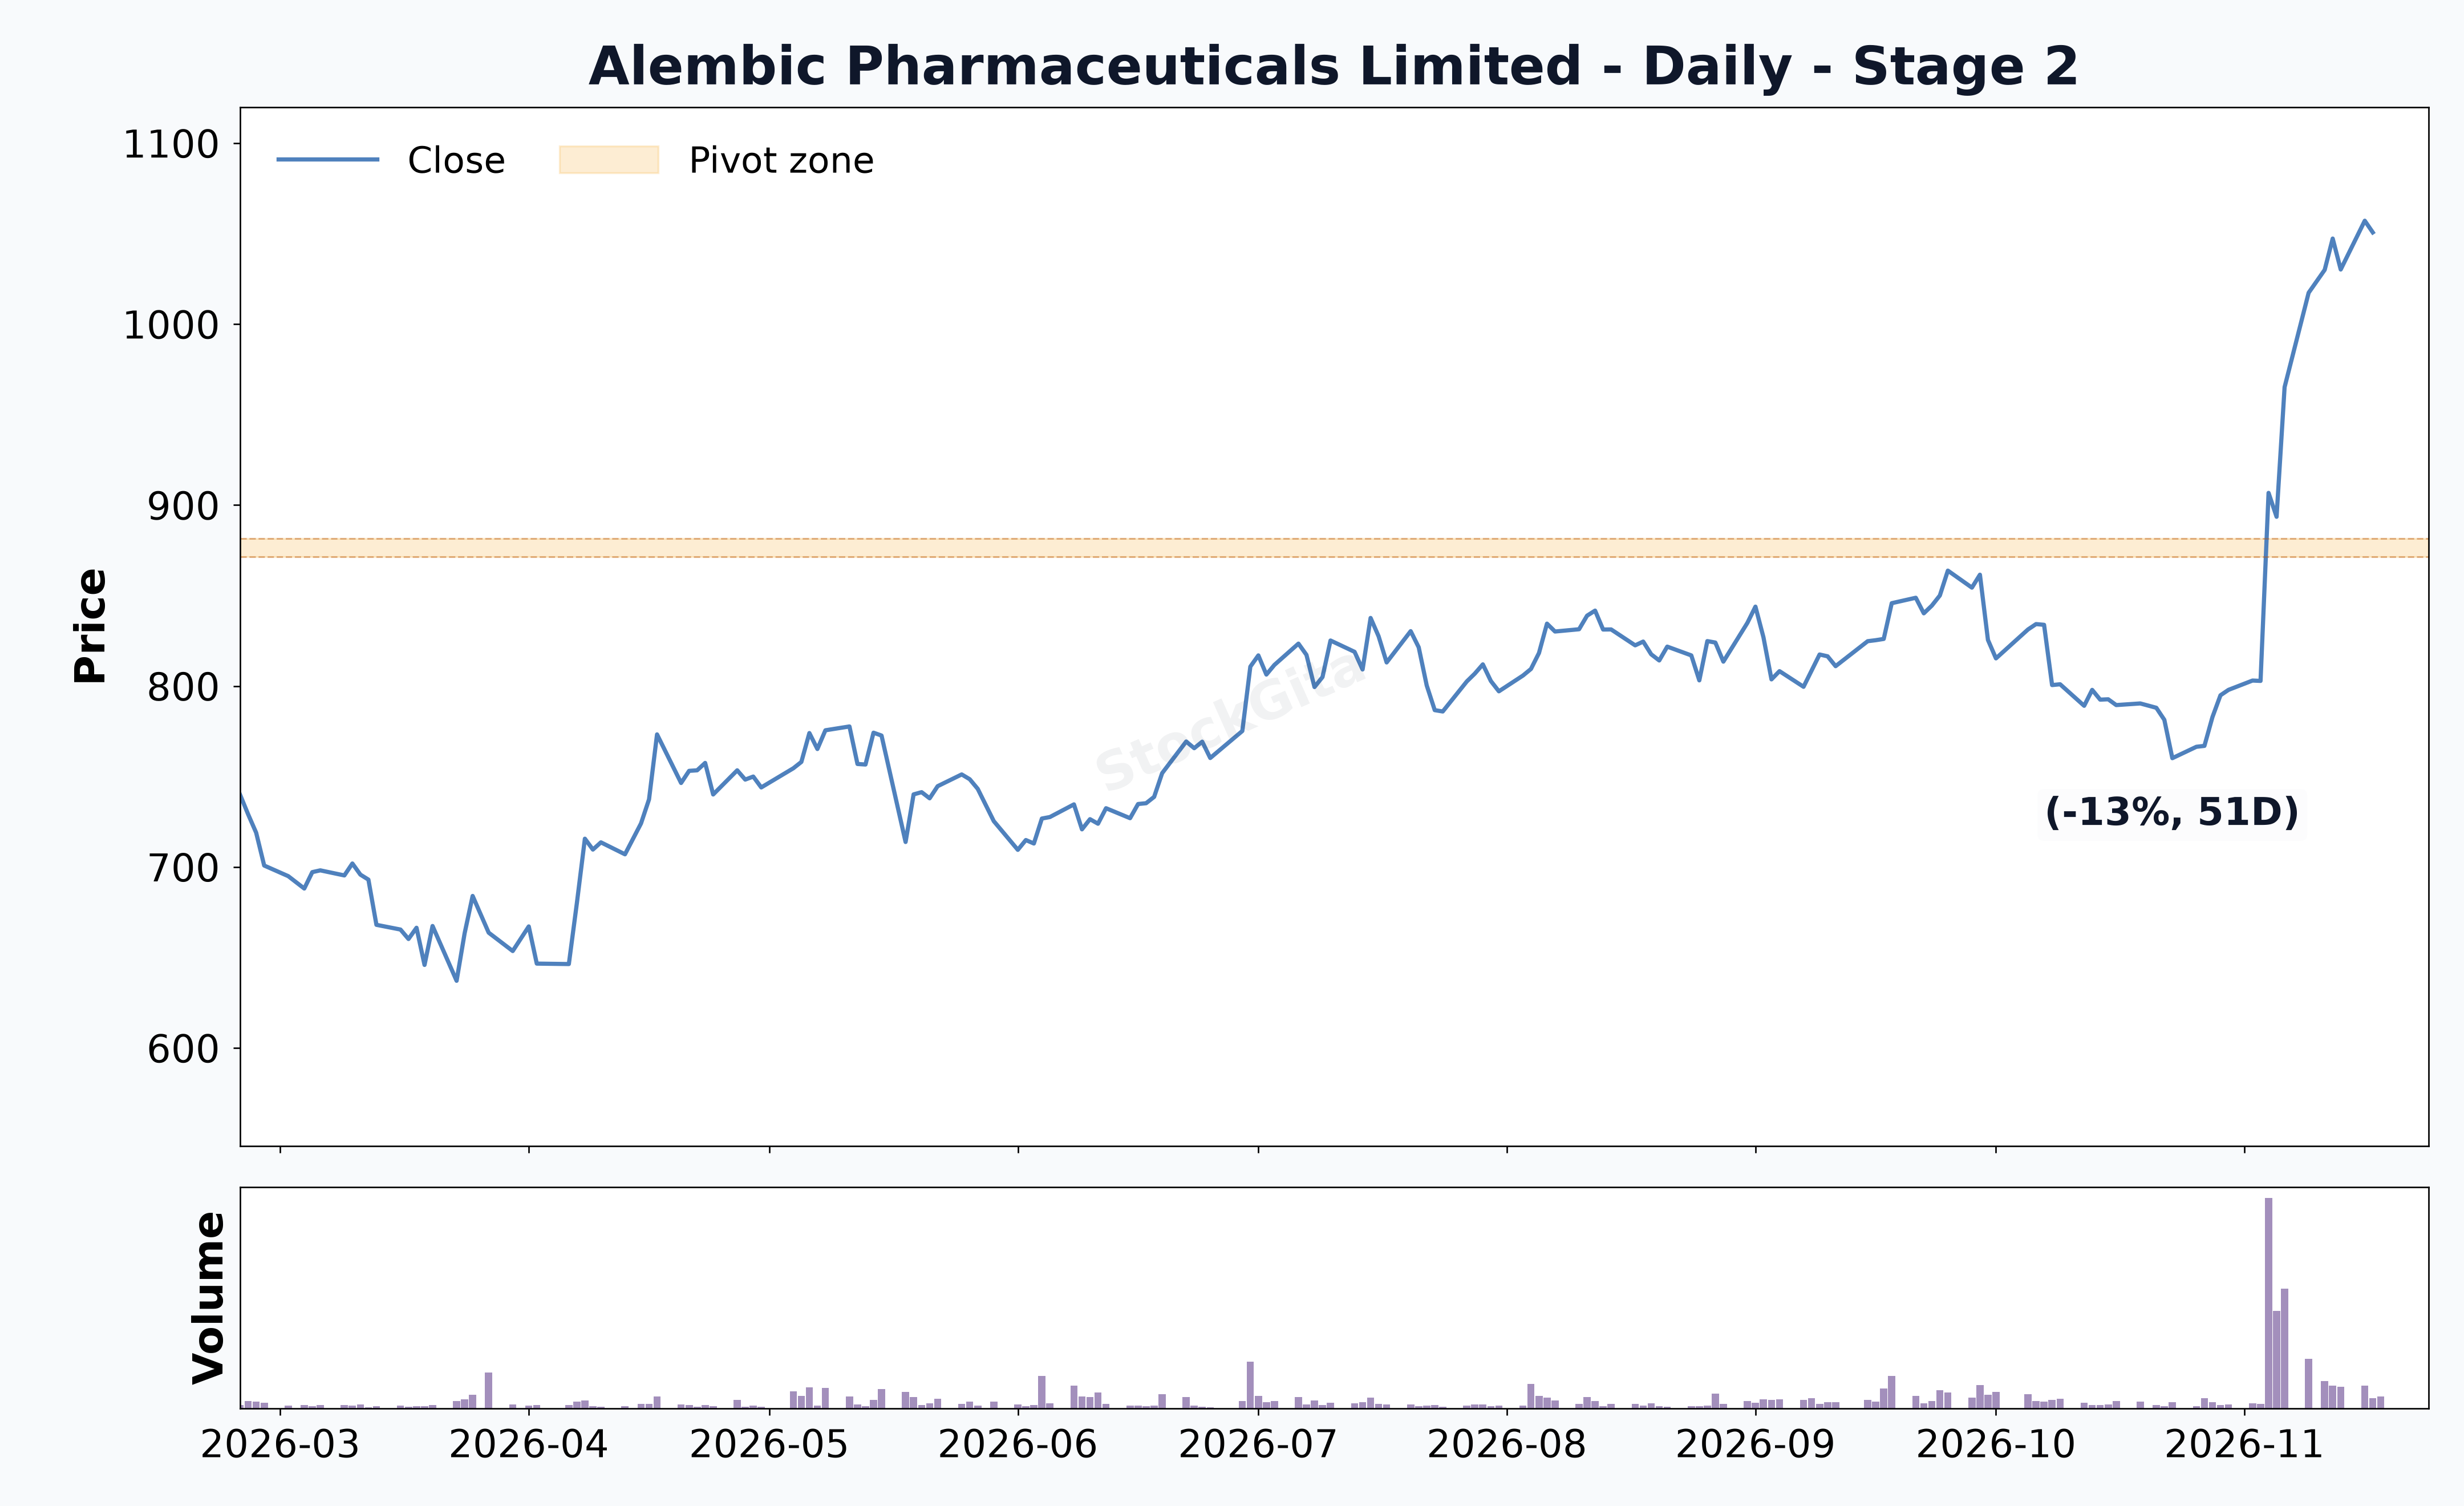 Alembic Pharmaceuticals Limited - Daily - Stage 2
Close
Pivot zone
Price
1100
1000
900
800
700
600
StockGita
(-13%, 51D)
Volume
2026-03
2026-04
2026-05
2026-06
2026-07
2026-08
2026-09
2026-10
2026-11